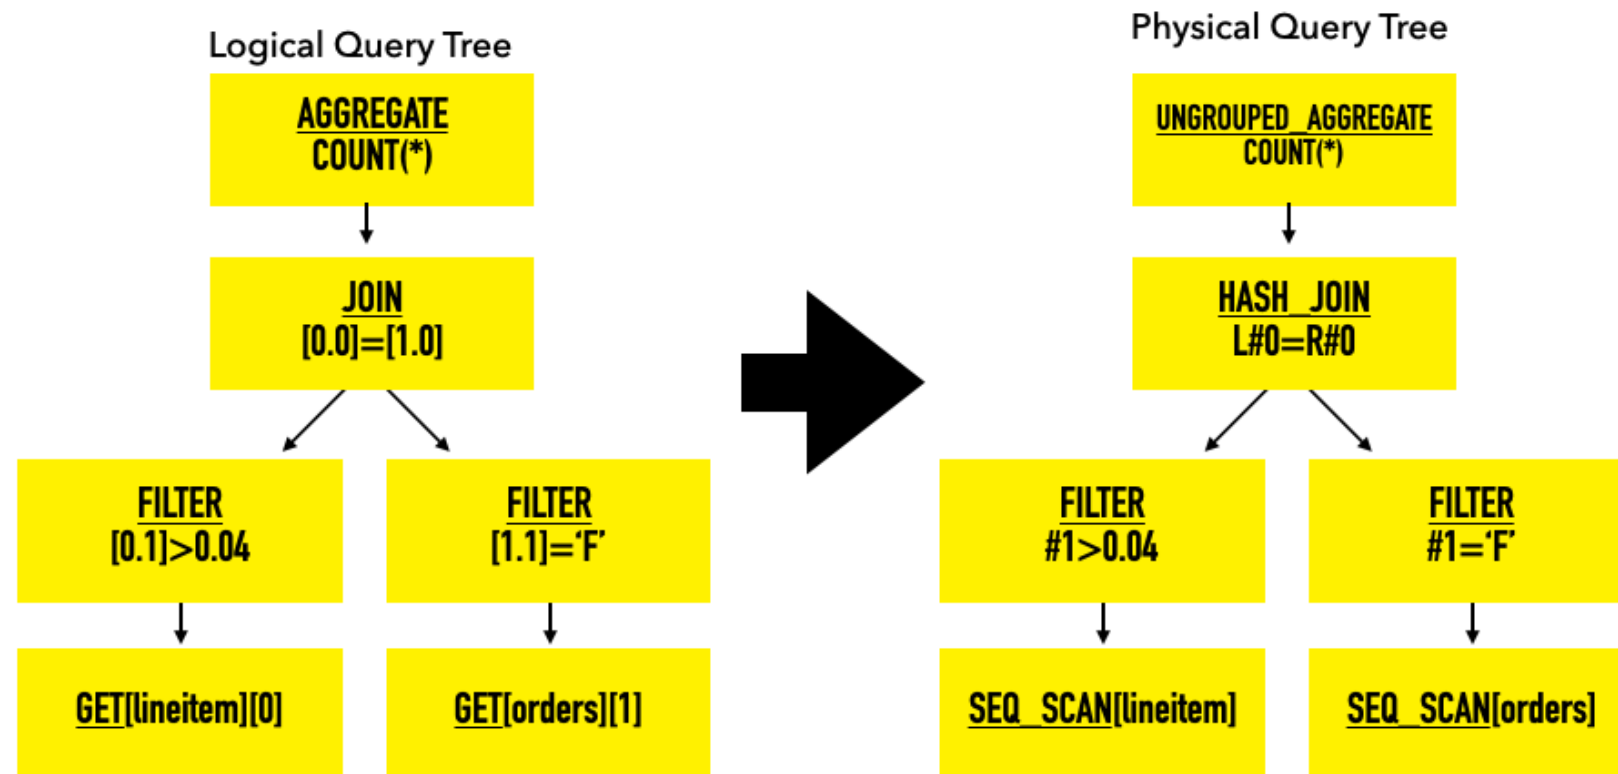 Logical Query Tree
AGGREGATE
COUNT(*)
JOIN
[0.0]=[1.0]
FILTER
[0.1]>0.04
FILTER
[1.1]=‘F’
GET[lineitem][0]
GET[orders][1]
Physical Query Tree
UNGROUPED_AGGREGATE
COUNT(*)
HASH_JOIN
L#0=R#0
FILTER
#1>0.04
FILTER
#1=‘F’
SEQ_SCAN[lineitem]
SEQ_SCAN[orders]